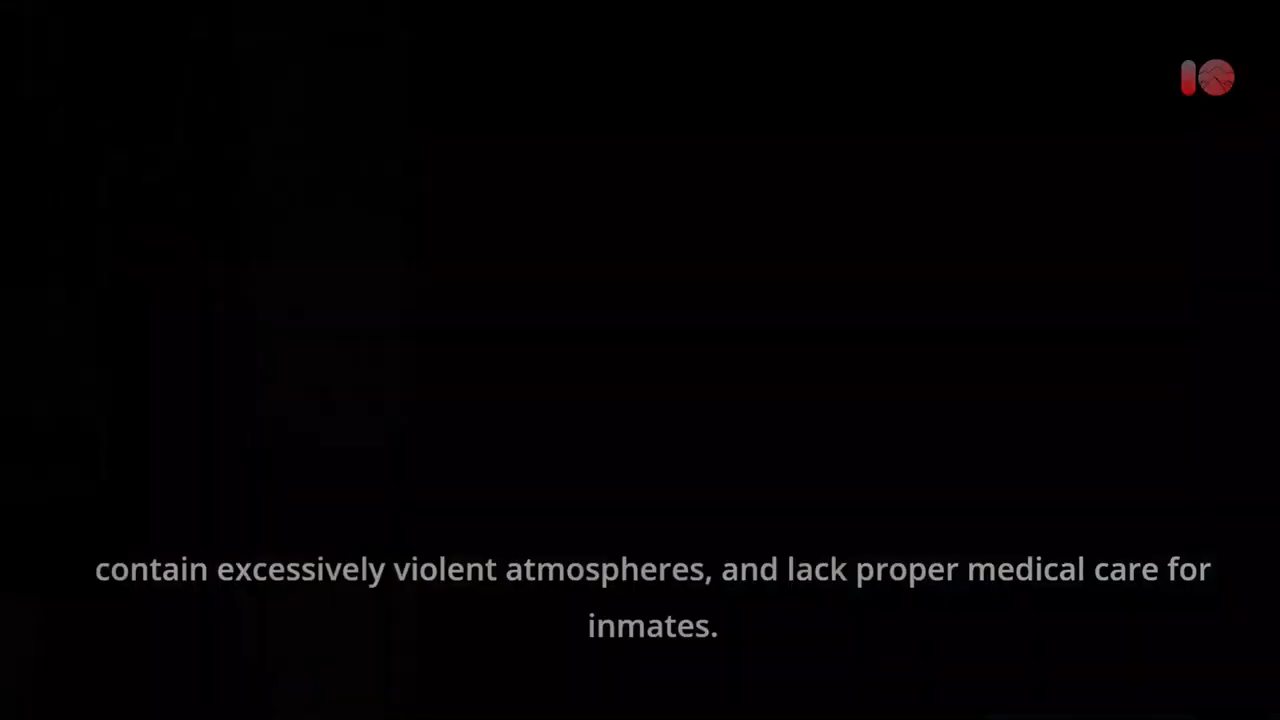 contain excessively violent atmospheres, and lack proper medical care for
inmates.